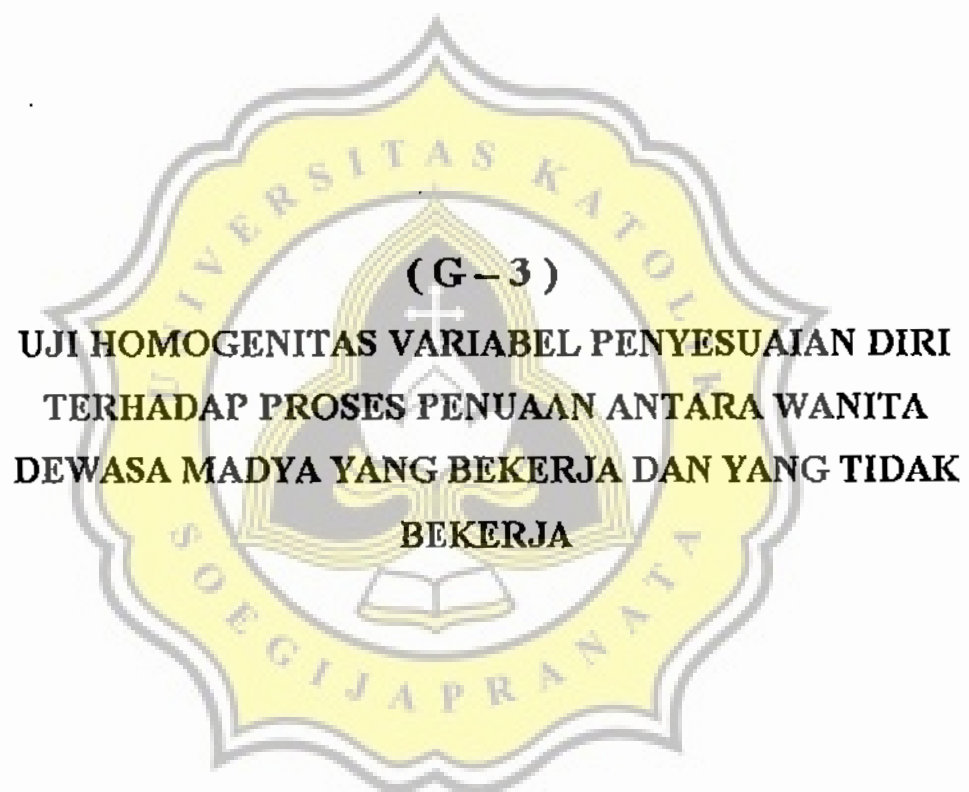 (G–3)
UJI HOMOGENITAS VARIABEL PENYESUAIAN DIRI
TERHADAP PROSES PENUAAN ANTARA WANITA
DEWASA MADYA YANG BEKERJA DAN YANG TIDAK
BEKERJA
UNIVERSITAS KATOLIK
SOEGIJAPRANATA